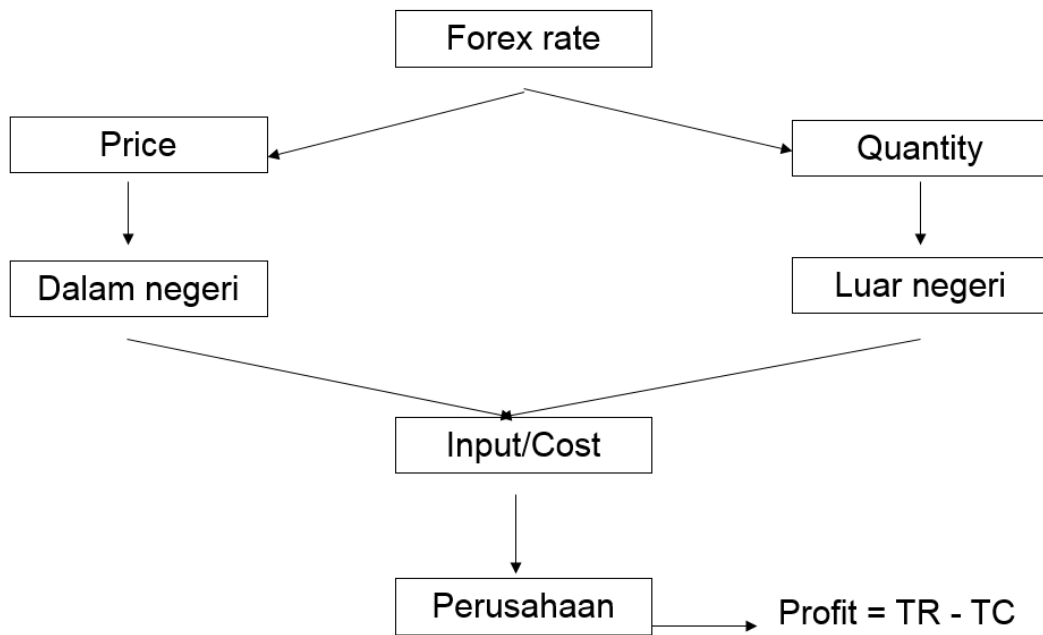 Forex rate
Price
Quantity
Dalam negeri
Luar negeri
Input/Cost
Perusahaan
Profit = TR - TC